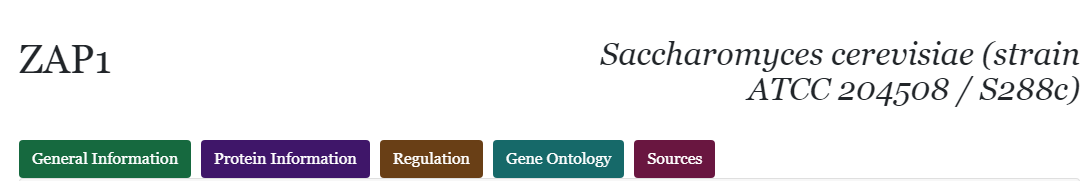 ZAP1
Saccharomyces cerevisiae (strain
ATCC 204508 / S288c)
General Information
Protein Information
Regulation
Gene Ontology
Sources